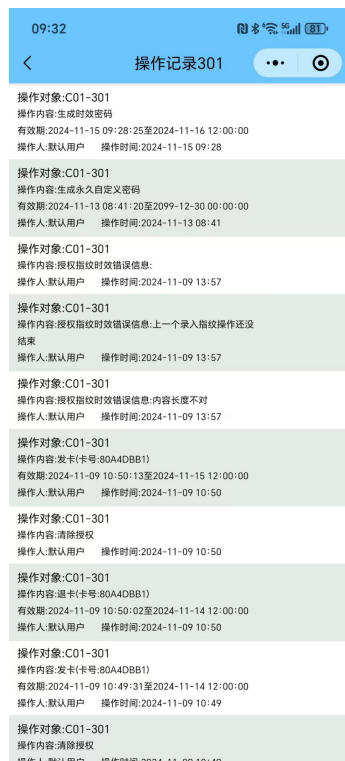 09:32
5G 81
操作记录301
操作对象:C01-301
操作内容:生成时效密码
有效期:2024-11-15 09:28:25至2024-11-16 12:00:00
操作人:默认用户 操作时间:2024-11-15 09:28
操作对象:C01-301
操作内容:生成永久自定义密码
有效期:2024-11-13 08:41:20至2099-12-30 00:00:00
操作人:默认用户 操作时间:2024-11-13 08:41
操作对象:C01-301
操作内容:授权指纹时效错误信息:
操作人:默认用户 操作时间:2024-11-09 13:57
操作对象:C01-301
操作内容:授权指纹时效错误信息:上一个录入指纹操作还没
结束
操作人:默认用户 操作时间:2024-11-09 13:57
操作对象:C01-301
操作内容:授权指纹时效错误信息:内容长度不对
操作人:默认用户 操作时间:2024-11-09 13:57
操作对象:C01-301
操作内容:发卡(卡号:80A4DBB1)
有效期:2024-11-09 10:50:13至2024-11-15 12:00:00
操作人:默认用户 操作时间:2024-11-09 10:50
操作对象:C01-301
操作内容:清除授权
操作人:默认用户 操作时间:2024-11-09 10:50
操作对象:C01-301
操作内容:退卡(卡号:80A4DBB1)
有效期:2024-11-09 10:50:02至2024-11-14 12:00:00
操作人:默认用户 操作时间:2024-11-09 10:50
操作对象:C01-301
操作内容:发卡(卡号:80A4DBB1)
有效期:2024-11-09 10:49:31至2024-11-14 12:00:00
操作人:默认用户 操作时间:2024-11-09 10:49
操作对象:C01-301
操作内容:清除授权